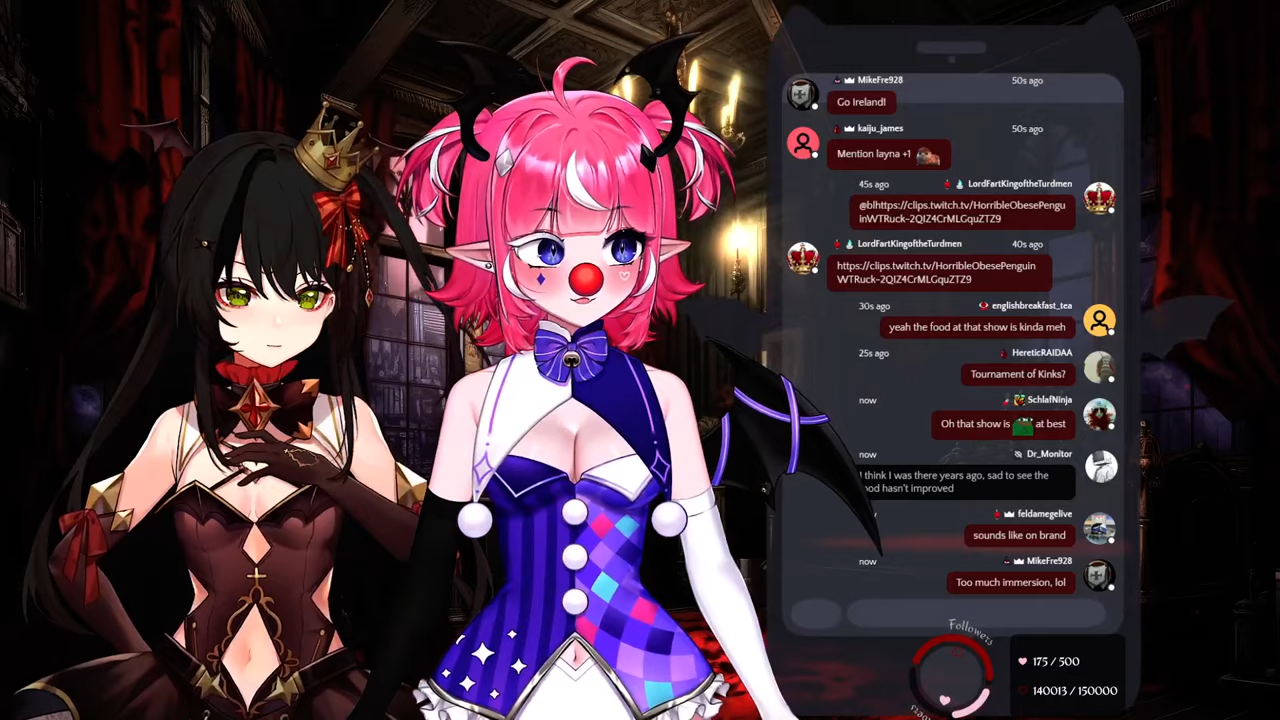 MikeFre928
50s ago
Go Ireland!
kaiju_james
50s ago
Mention layna +1
45s ago
LordFartKingoftheTurdmen
@blhttps://clips.twitch.tv/HorribleObesePengu
inWTRuck-2QIZ4CrMLGquZTZ9
LordFartKingoftheTurdmen
40s ago
https://clips.twitch.tv/HorribleObesePenguin
WTRuck-2QIZ4CrMLGquZTZ9
30s ago
englishbreakfast_tea
yeah the food at that show is kinda meh
25s ago
HereticRAIDAA
Tournament of Kinks?
now
SchlafNinja
Oh that show is at best
now
Dr_Monitor
I think I was there years ago, sad to see the
hasn't improved
feldamegelive
sounds like on brand
now
MikeFre928
Too much immersion, lol
Followers
175 / 500
140013 / 150000